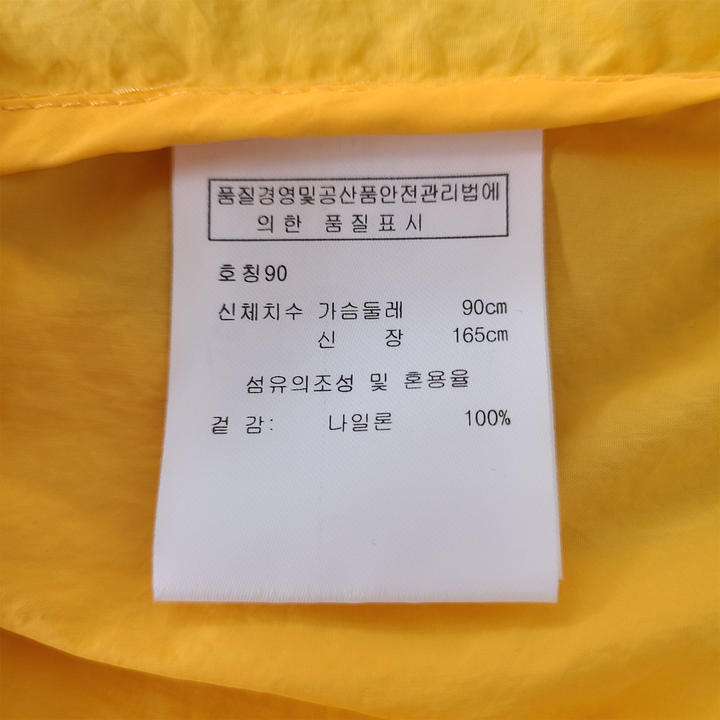 품질경영및공산품안전관리법에
의한 품질표시
호칭90
신체치수 가슴둘레 90cm
신 장 165cm
섬유의조성 및 혼용율
겉 감: 나일론 100%